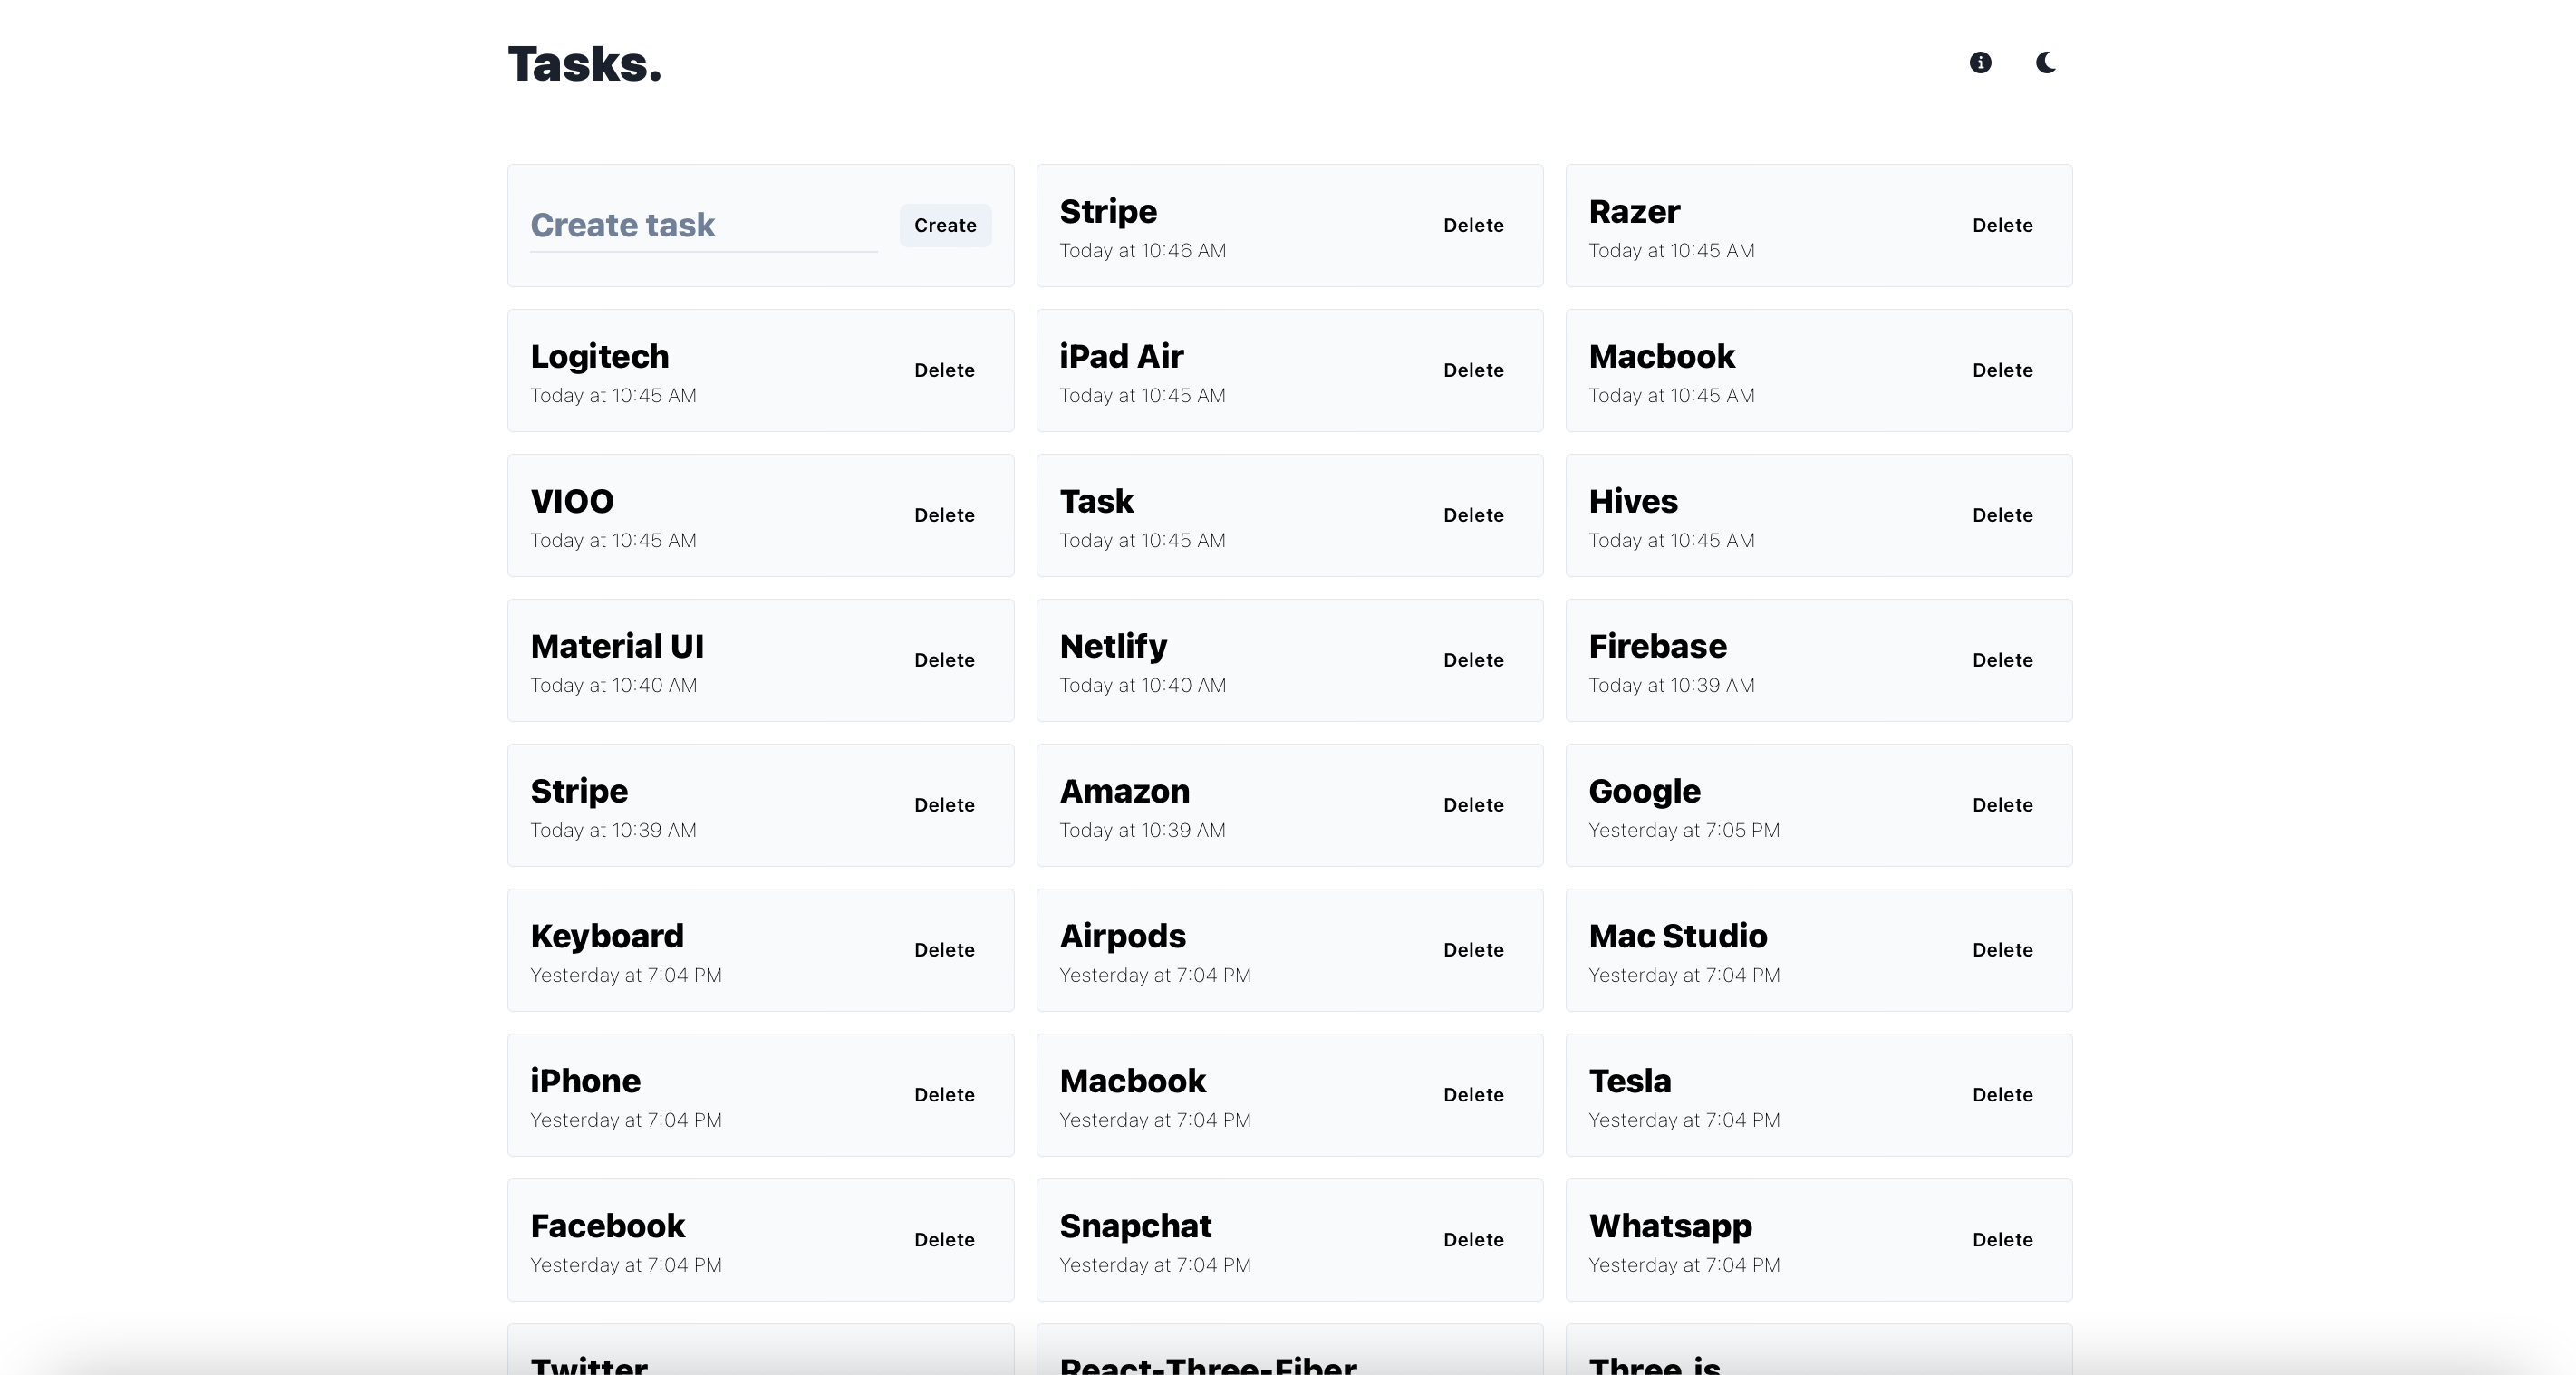 Tasks.
Create task
Create
Stripe
Today at 10:46 AM
Delete
Razer
Today at 10:45 AM
Delete
Logitech
Today at 10:45 AM
Delete
iPad Air
Today at 10:45 AM
Delete
Macbook
Today at 10:45 AM
Delete
VIOO
Today at 10:45 AM
Delete
Task
Today at 10:45 AM
Delete
Hives
Today at 10:45 AM
Delete
Material UI
Today at 10:40 AM
Delete
Netlify
Today at 10:40 AM
Delete
Firebase
Today at 10:39 AM
Delete
Stripe
Today at 10:39 AM
Delete
Amazon
Today at 10:39 AM
Delete
Google
Yesterday at 7:05 PM
Delete
Keyboard
Yesterday at 7:04 PM
Delete
Airpods
Yesterday at 7:04 PM
Delete
Mac Studio
Yesterday at 7:04 PM
Delete
iPhone
Yesterday at 7:04 PM
Delete
Macbook
Yesterday at 7:04 PM
Delete
Tesla
Yesterday at 7:04 PM
Delete
Facebook
Yesterday at 7:04 PM
Delete
Snapchat
Yesterday at 7:04 PM
Delete
Whatsapp
Yesterday at 7:04 PM
Delete
Twitter
React-Three-Fiber
Three.js